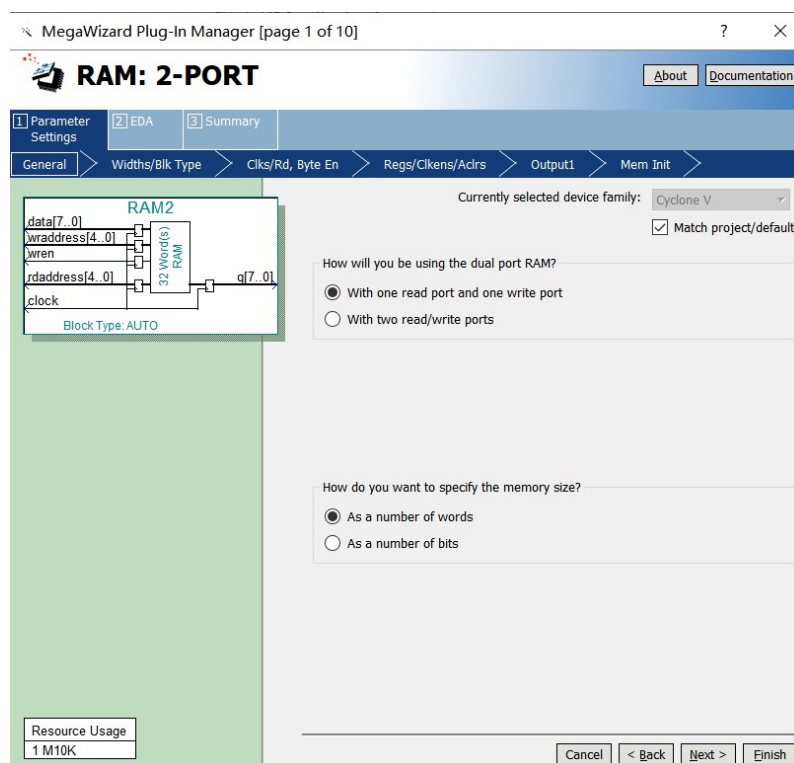 MegaWizard Plug-In Manager [page 1 of 10]
? ×
RAM: 2-PORT
About Documentation
1 Parameter Settings
2 EDA
3 Summary
General
Widths/Blk Type
Clks/Rd, Byte En
Regs/Clkens/Aclrs
Output1
Mem Init
RAM2
data[7..0]
wraddress[4..0]
wren
rdaddress[4..0]
clock
32 Word(s)
RAM
q[7..0]
Block Type: AUTO
Currently selected device family:
Cyclone V
Match project/default
How will you be using the dual port RAM?
With one read port and one write port
With two read/write ports
How do you want to specify the memory size?
As a number of words
As a number of bits
Resource Usage
1 M10K
Cancel
< Back
Next >
Finish